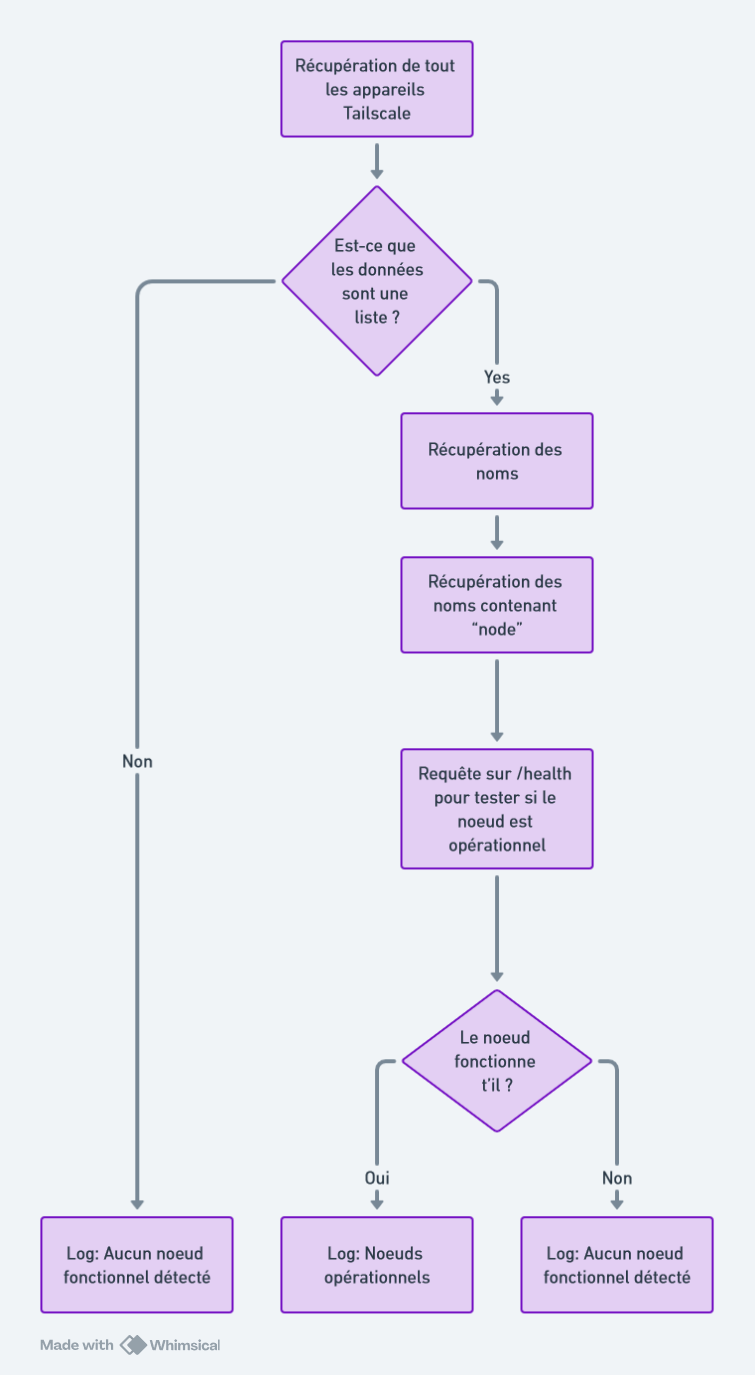 Récupération de tout
les appareils
Tailscale
Est-ce que
les données
sont une
liste ?
Yes
Récupération des
noms
Récupération des
noms contenant
“node”
Non
Requête sur /health
pour tester si le
noeud est
opérationnel
Le noeud
fonctionne
t’il ?
Oui
Non
Log: Aucun noeud
fonctionnel détecté
Log: Noeuds
opérationnels
Log: Aucun noeud
fonctionnel détecté
Made with Whimsical